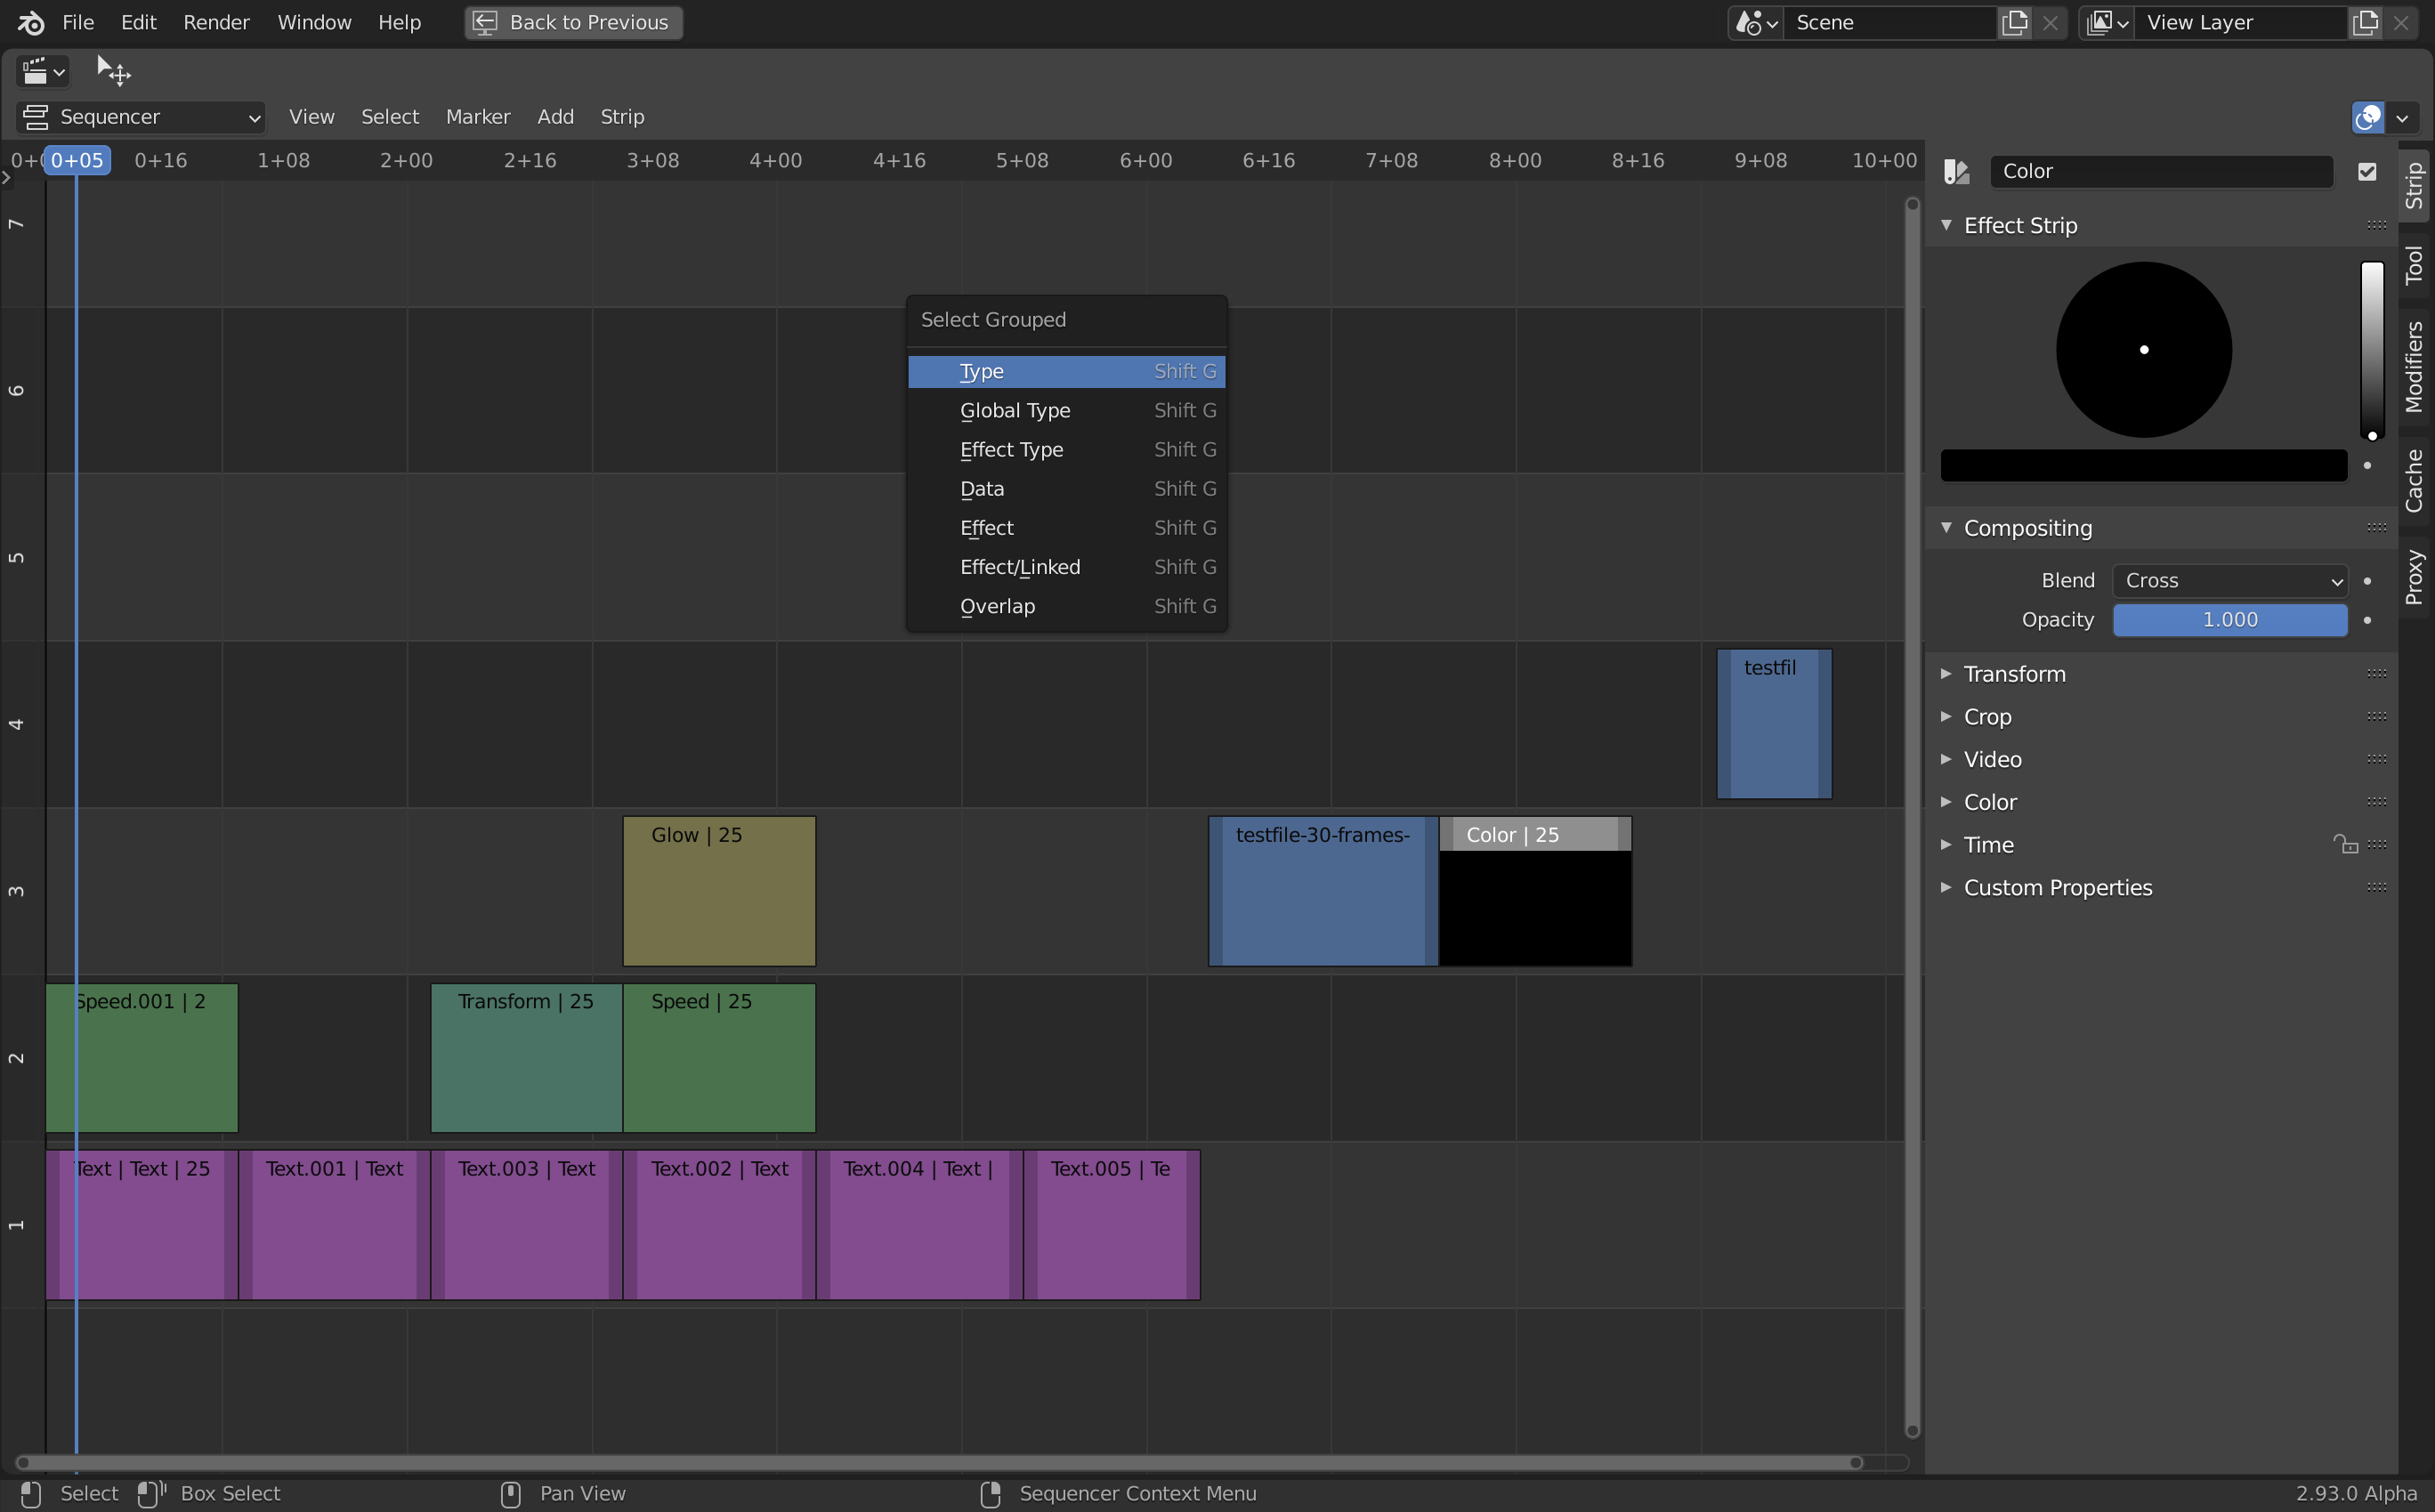 File Edit Render Window Help Back to Previous Scene View Layer
Sequencer View Select Marker Add Strip
0+05 0+16 1+08 2+00 2+16 3+08 4+00 4+16 5+08 6+00 6+16 7+08 8+00 8+16 9+08 10+00
7
6
5
4
3
2
1
Select Grouped
Type Shift G
Global Type Shift G
Effect Type Shift G
Data Shift G
Effect Shift G
Effect/Linked Shift G
Overlap Shift G
testfil
Glow | 25
testfile-30-frames-
Color | 25
Speed.001 | 2
Transform | 25
Speed | 25
Text | Text | 25
Text.001 | Text
Text.003 | Text
Text.002 | Text
Text.004 | Text |
Text.005 | Te
Color
Effect Strip
Compositing
Blend Cross
Opacity 1.000
Transform
Crop
Video
Color
Time
Custom Properties
Strip
Tool
Modifiers
Cache
Proxy
Select Box Select Pan View Sequencer Context Menu 2.93.0 Alpha